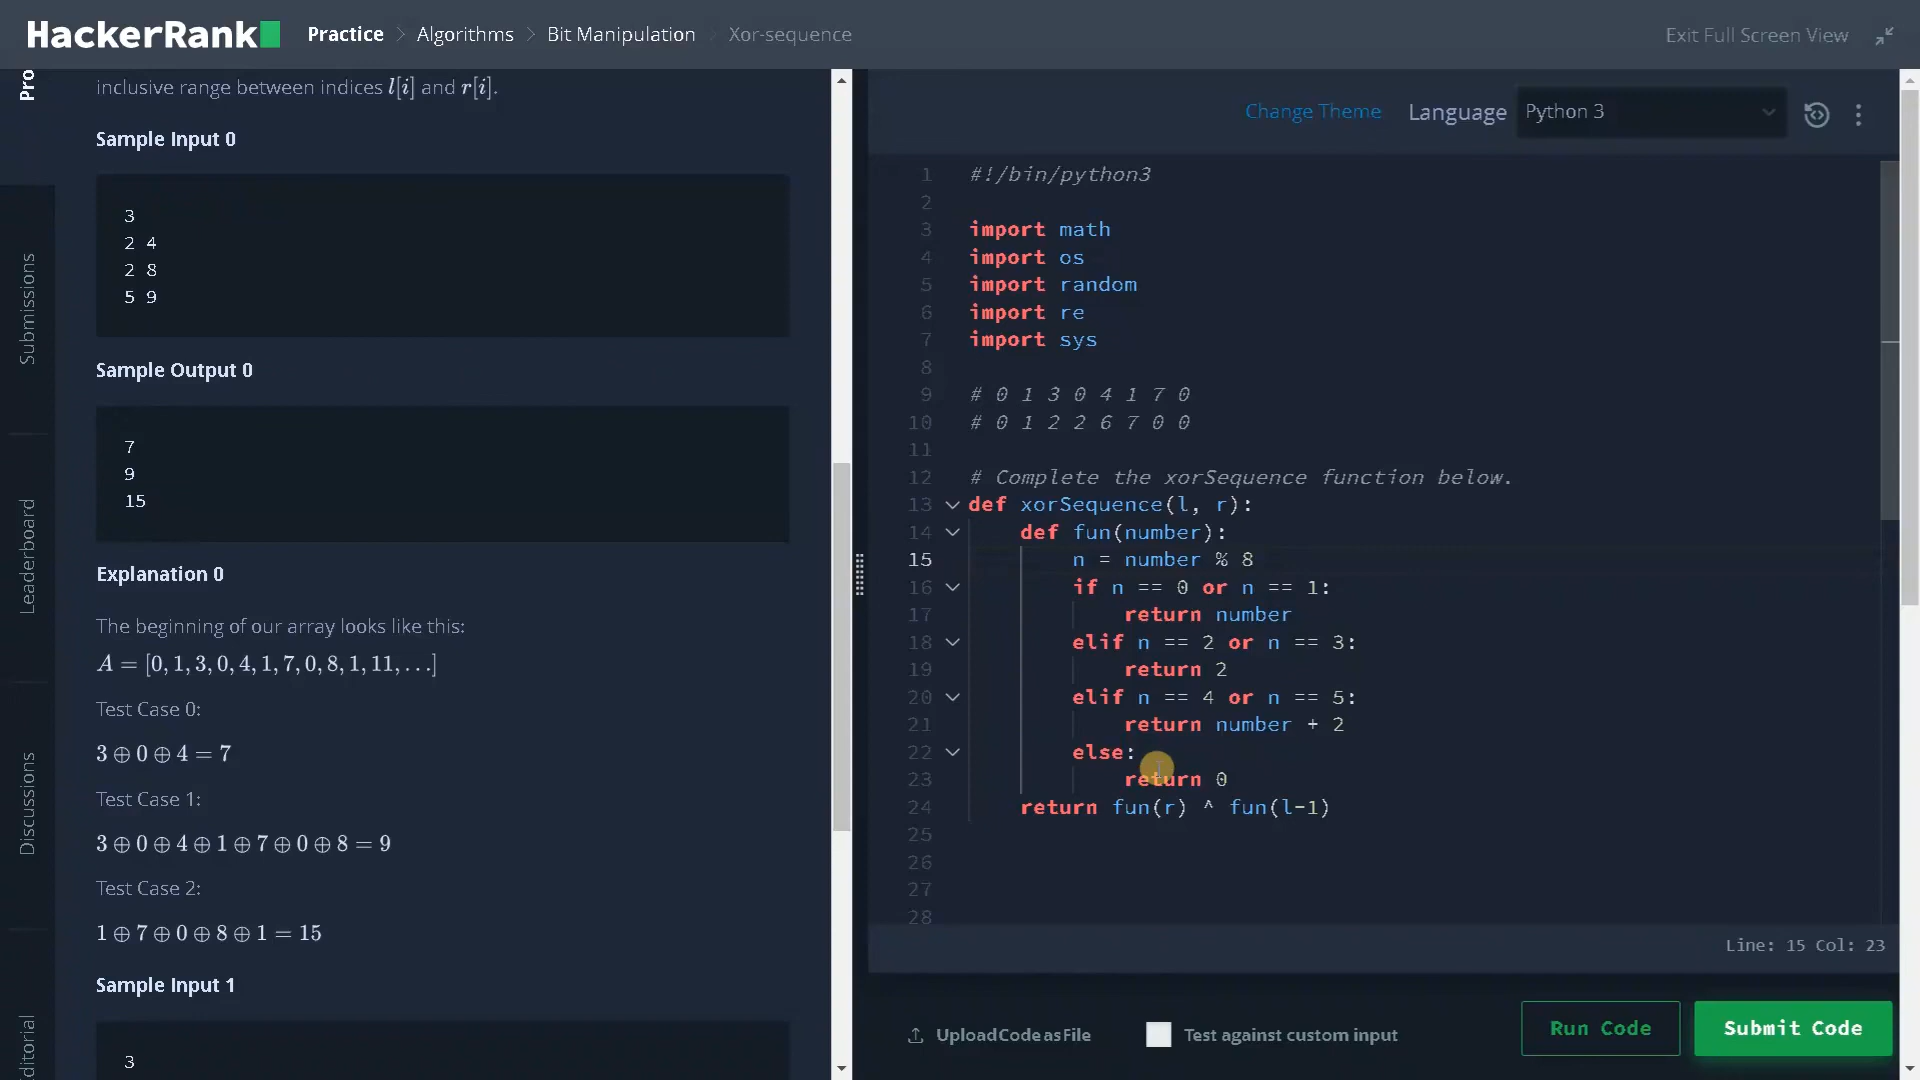 HackerRank
Practice > Algorithms > Bit Manipulation > Xor-sequence
Exit Full Screen View
Pro
Submissions
Leaderboard
Discussions
Editorial
inclusive range between indices l[i] and r[i].
Sample Input 0
3
2 4
2 8
5 9
Sample Output 0
7
9
15
Explanation 0
The beginning of our array looks like this:
A = [0, 1, 3, 0, 4, 1, 7, 0, 8, 1, 11, . . .]
Test Case 0:
3 ⊕ 0 ⊕ 4 = 7
Test Case 1:
3 ⊕ 0 ⊕ 4 ⊕ 1 ⊕ 7 ⊕ 0 ⊕ 8 = 9
Test Case 2:
1 ⊕ 7 ⊕ 0 ⊕ 8 ⊕ 1 = 15
Sample Input 1
3
Change Theme
Language
Python 3
1 #!/bin/python3
2
3 import math
4 import os
5 import random
6 import re
7 import sys
8
9 # 0 1 3 0 4 1 7 0
10 # 0 1 2 2 6 7 0 0
11
12 # Complete the xorSequence function below.
13 def xorSequence(l, r):
14     def fun(number):
15         n = number % 8
16         if n == 0 or n == 1:
17             return number
18         elif n == 2 or n == 3:
19             return 2
20         elif n == 4 or n == 5:
21             return number + 2
22         else:
23             return 0
24     return fun(r) ^ fun(l-1)
25
26
27
28
Line: 15 Col: 23
Upload Code as File
Test against custom input
Run Code
Submit Code